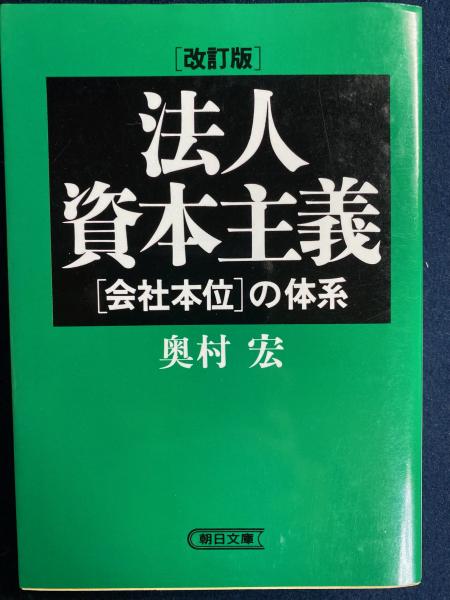 ［改訂版］
法人
資本主義
［会社本位］の体系
奥村 宏
朝日文庫